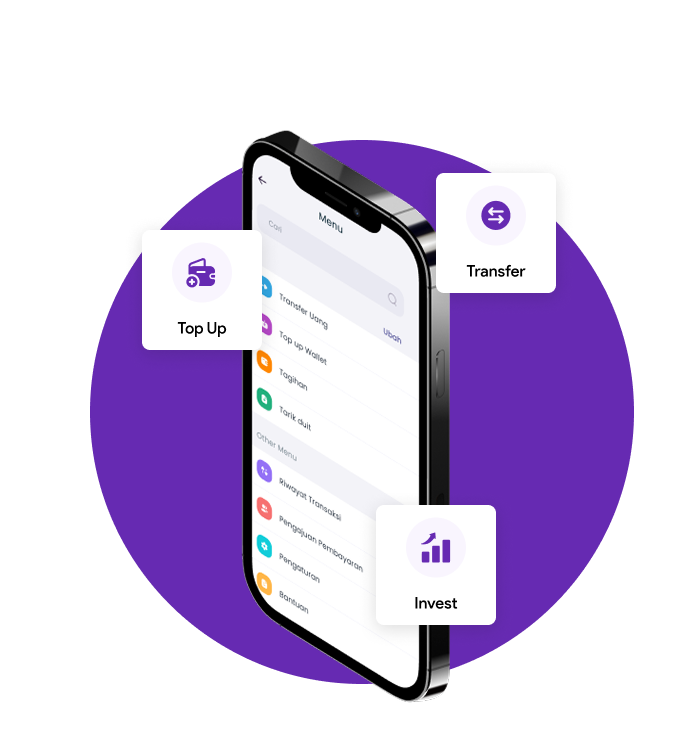 Menu
Cari
Transfer
Top Up
Ubah
Transfer Uang
Top up Wallet
Tagihan
Tarik duit
Other Menu
Riwayat Transaksi
Pengajuan Pembayaran
Pengaturan
Bantuan
Invest